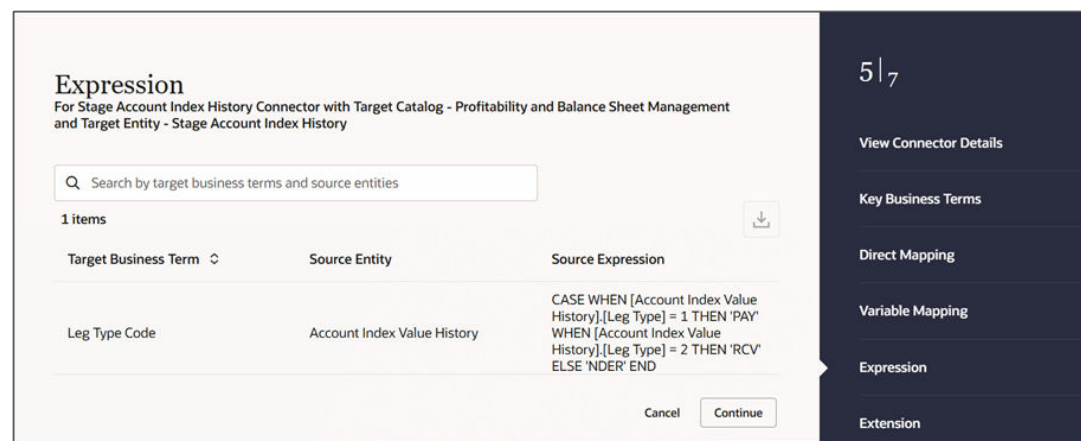 Expression
For Stage Account Index History Connector with Target Catalog - Profitability and Balance Sheet Management
and Target Entity - Stage Account Index History
Search by target business terms and source entities
1 items
Target Business Term
Source Entity
Source Expression
Leg Type Code
Account Index Value History
CASE WHEN [Account Index Value
History].[Leg Type] = 1 THEN 'PAY'
WHEN [Account Index Value
History].[Leg Type] = 2 THEN 'RCV'
ELSE 'NDER' END
Cancel
Continue
5|7
View Connector Details
Key Business Terms
Direct Mapping
Variable Mapping
Expression
Extension